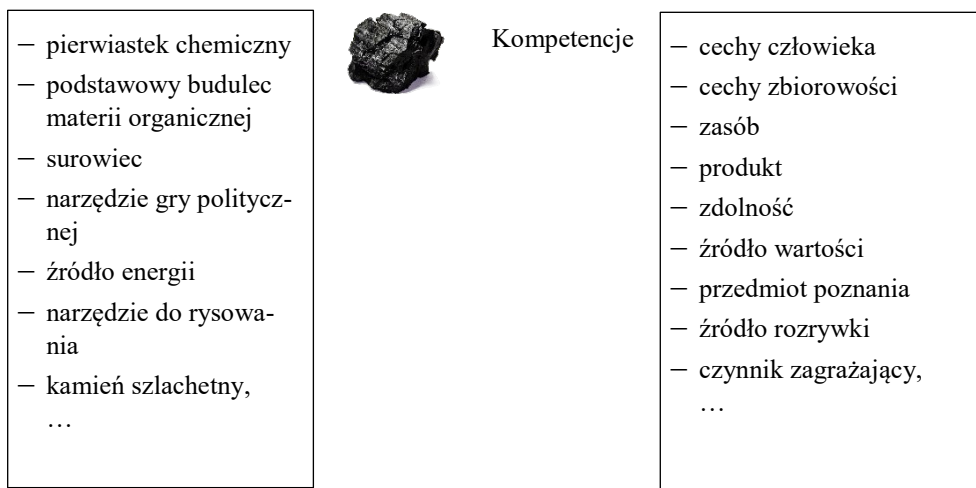 – pierwiastek chemiczny
– podstawowy budulec
materii organicznej
– surowiec
– narzędzie gry politycz-
nej
– źródło energii
– narzędzie do rysowa-
nia
– kamień szlachetny,
…
Kompetencje
– cechy człowieka
– cechy zbiorowości
– zasób
– produkt
– zdolność
– źródło wartości
– przedmiot poznania
– źródło rozrywki
– czynnik zagrażający,
…